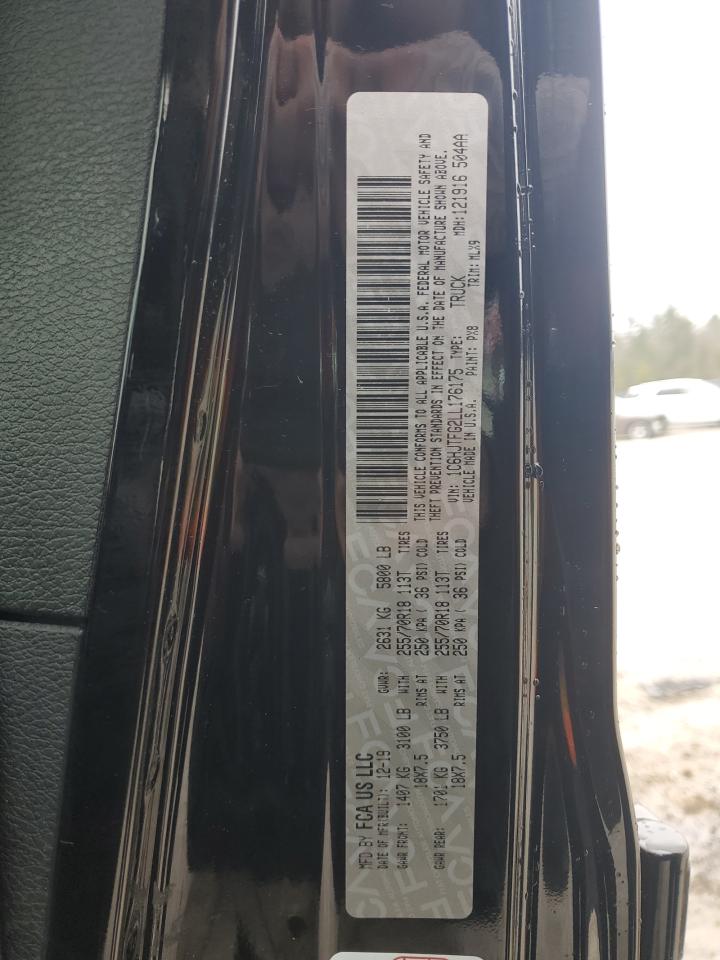 MFD BY FCA US LLC
DATE OF MFR(BUILT): 12-19 GVWR: 2631 KG 5800 LB
GAWR FRONT: 1407 KG 3100 LB WITH 255/70R18 113T TIRES
18X7.5 RIMS AT 250 KPA ( 36 PSI) COLD
GAWR REAR: 1701 KG 3750 LB WITH 255/70R18 113T TIRES
18X7.5 RIMS AT 250 KPA ( 36 PSI) COLD
THIS VEHICLE CONFORMS TO ALL APPLICABLE U.S.A. FEDERAL MOTOR VEHICLE SAFETY AND
THEFT PREVENTION STANDARDS IN EFFECT ON THE DATE OF MANUFACTURE SHOWN ABOVE.
VIN: 1C6HJTFG2LL176175 TYPE: TRUCK MDH:121916 504AA
VEHICLE MADE IN U.S.A. PAINT: PX8 TRIM: MLX9